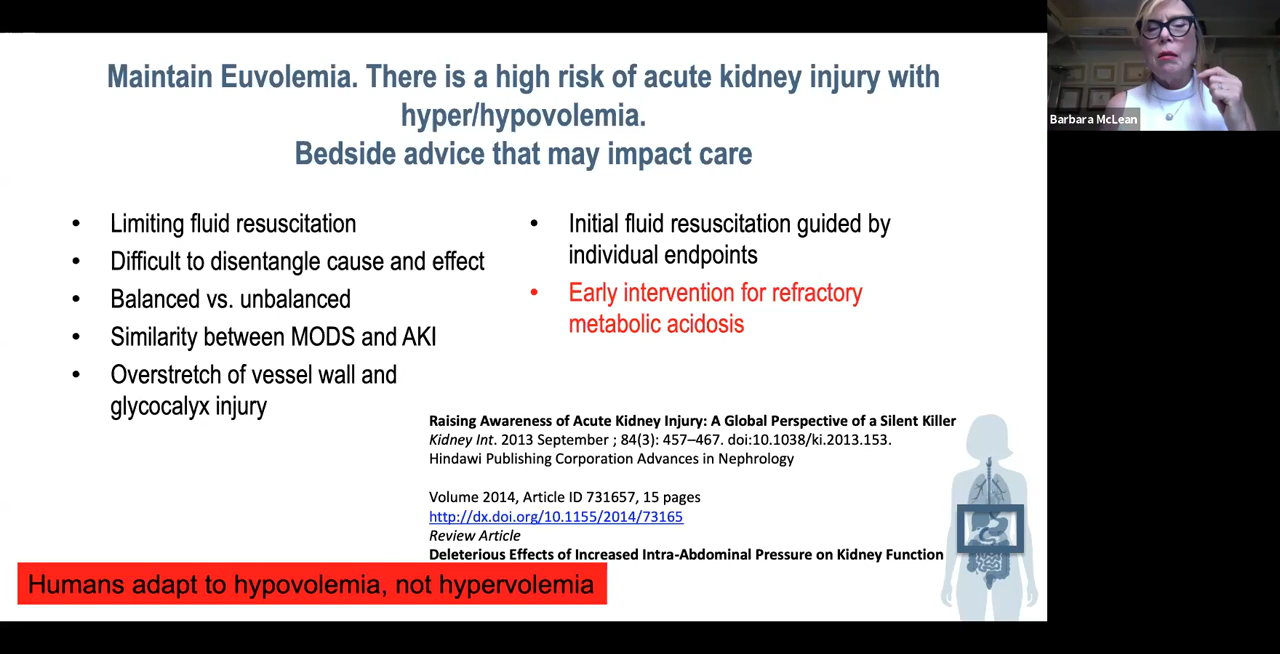 Maintain Euvolemia. There is a high risk of acute kidney injury with
hyper/hypovolemia.
Bedside advice that may impact care
• Limiting fluid resuscitation
• Difficult to disentangle cause and effect
• Balanced vs. unbalanced
• Similarity between MODS and AKI
• Overstretch of vessel wall and
glycocalyx injury
• Initial fluid resuscitation guided by
individual endpoints
• Early intervention for refractory
metabolic acidosis
Raising Awareness of Acute Kidney Injury: A Global Perspective of a Silent Killer
Kidney Int. 2013 September ; 84(3): 457–467. doi:10.1038/ki.2013.153.
Hindawi Publishing Corporation Advances in Nephrology
Volume 2014, Article ID 731657, 15 pages
http://dx.doi.org/10.1155/2014/73165
Review Article
Deleterious Effects of Increased Intra-Abdominal Pressure on Kidney Function
Humans adapt to hypovolemia, not hypervolemia
Barbara McLean